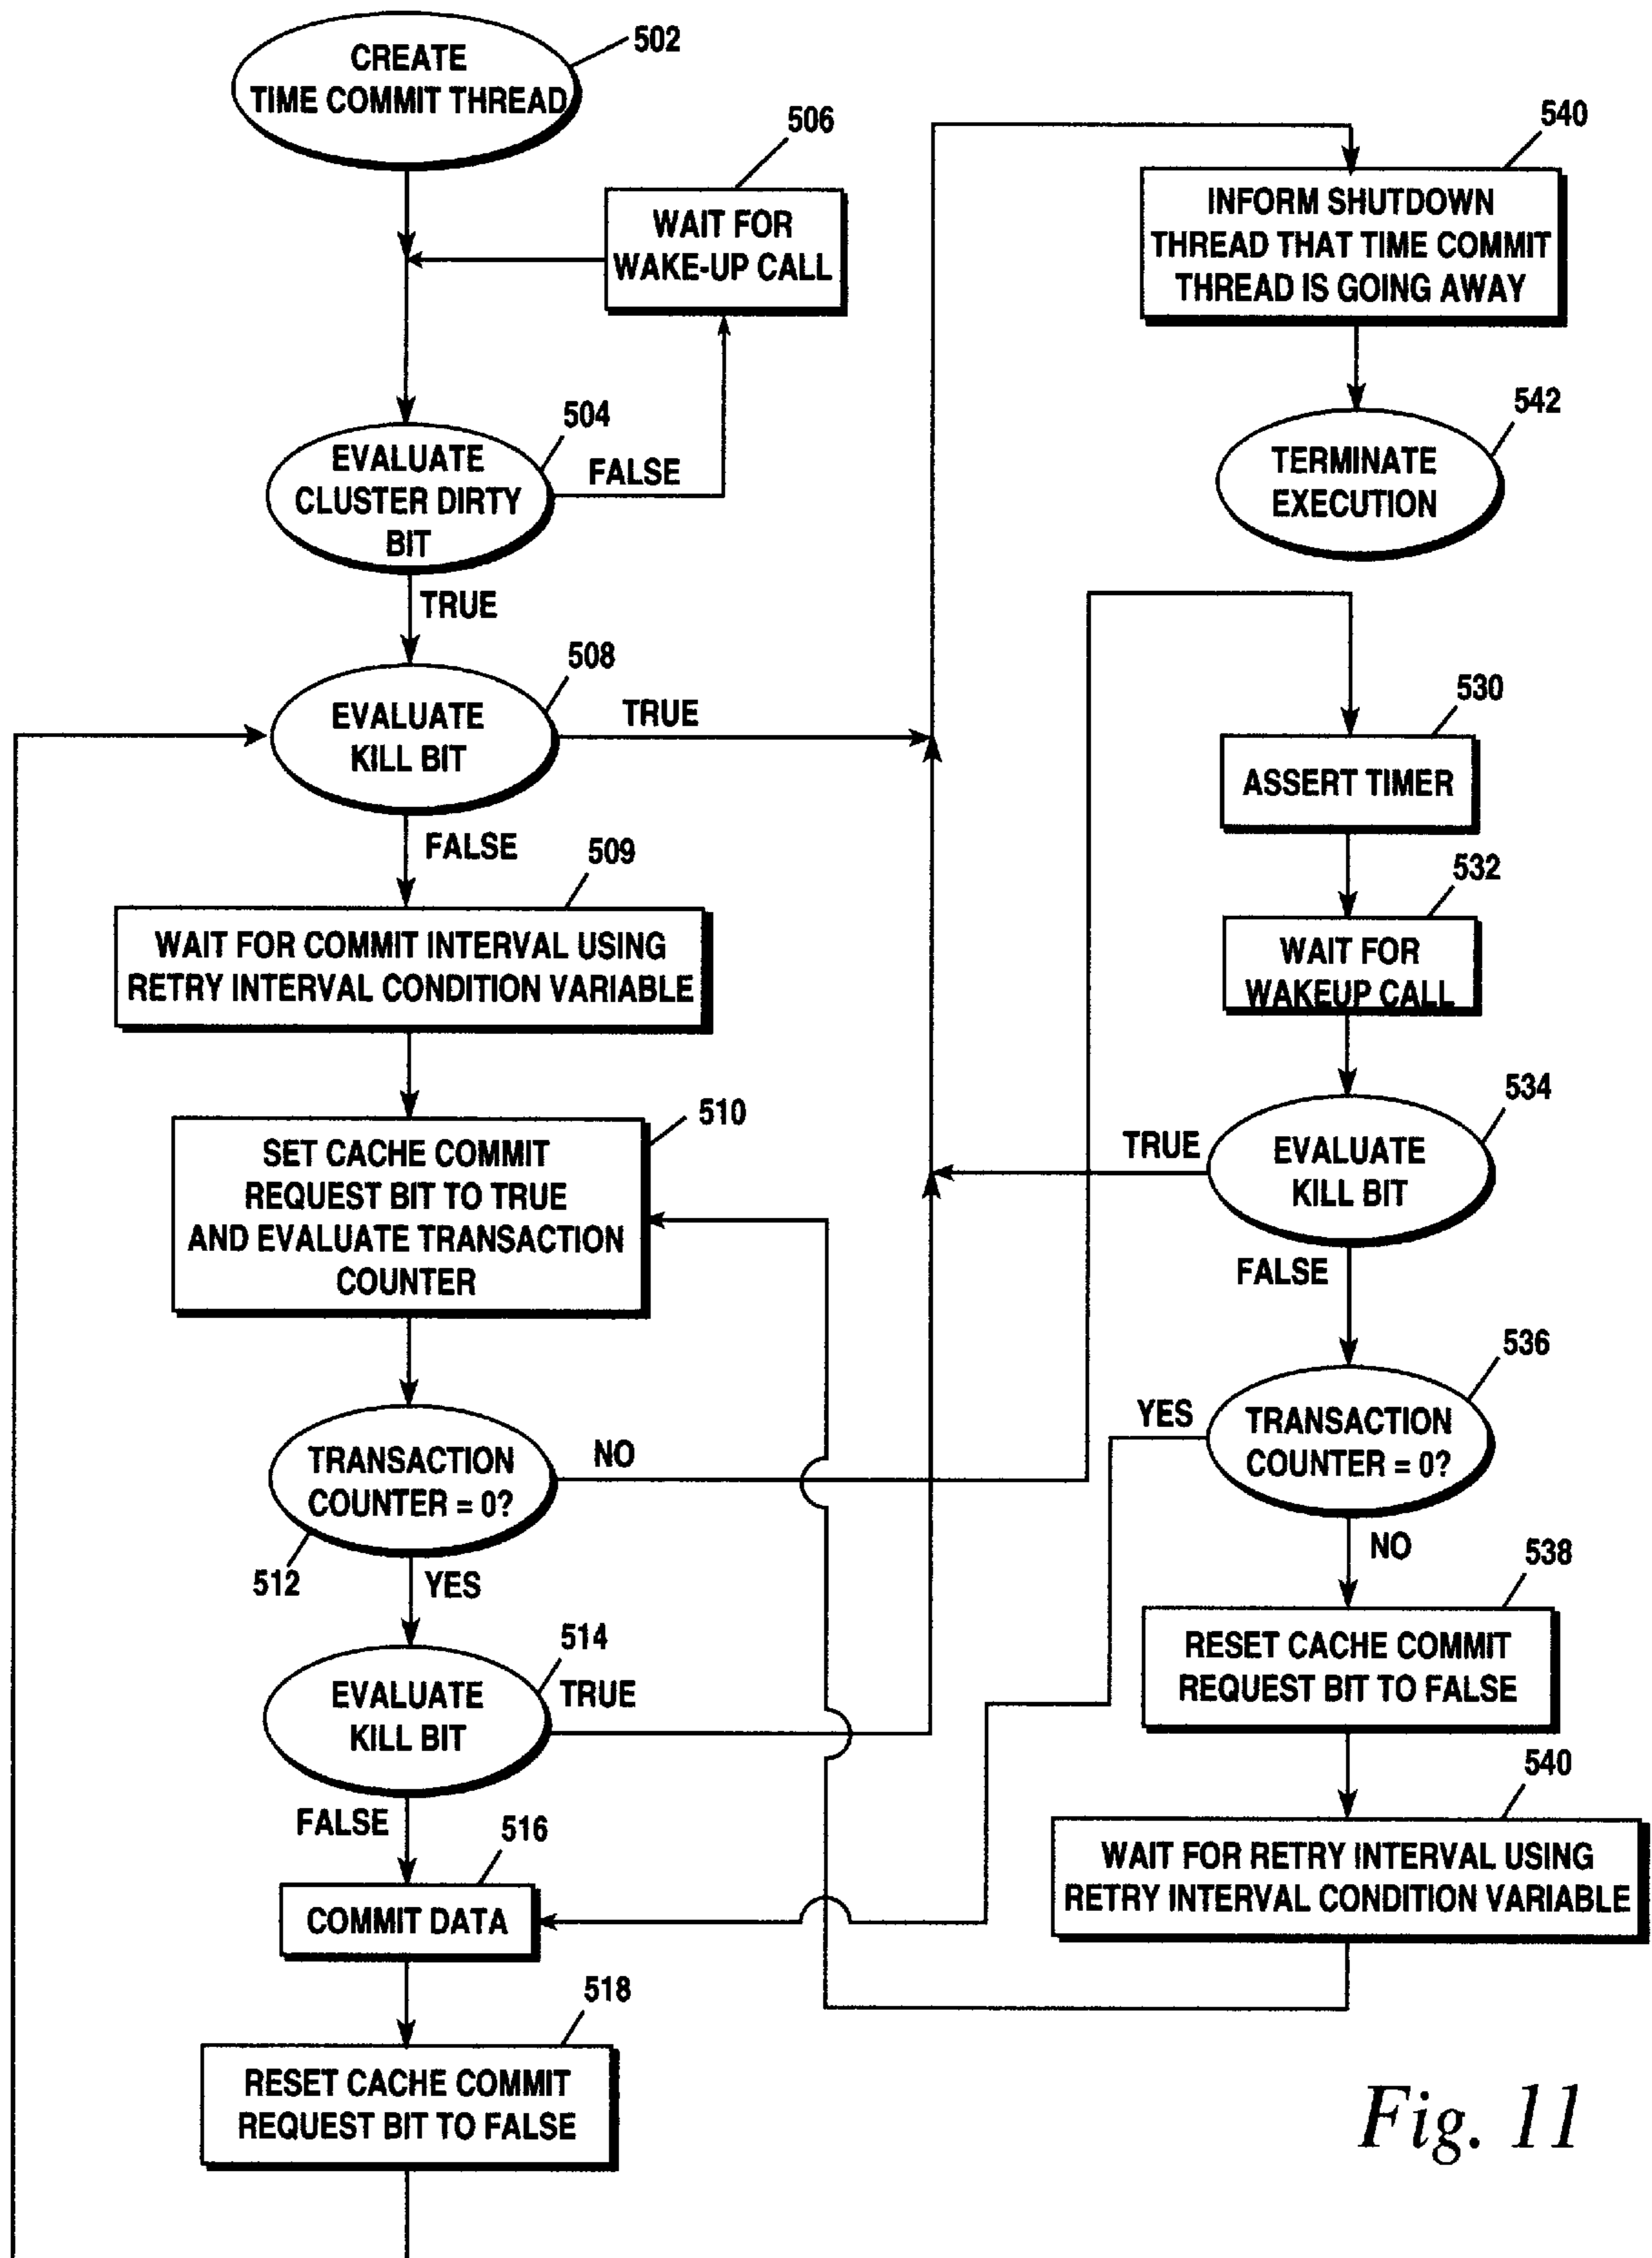 CREATE
TIME COMMIT THREAD
502
506
WAIT FOR
WAKE-UP CALL
504
EVALUATE
CLUSTER DIRTY
BIT
FALSE
TRUE
508
EVALUATE
KILL BIT
TRUE
FALSE
509
WAIT FOR COMMIT INTERVAL USING
RETRY INTERVAL CONDITION VARIABLE
510
SET CACHE COMMIT
REQUEST BIT TO TRUE
AND EVALUATE TRANSACTION
COUNTER
TRANSACTION
COUNTER = 0?
NO
512
YES
514
EVALUATE
KILL BIT
TRUE
FALSE
516
COMMIT DATA
518
RESET CACHE COMMIT
REQUEST BIT TO FALSE
540
INFORM SHUTDOWN
THREAD THAT TIME COMMIT
THREAD IS GOING AWAY
542
TERMINATE
EXECUTION
530
ASSERT TIMER
532
WAIT FOR
WAKEUP CALL
534
TRUE
EVALUATE
KILL BIT
FALSE
536
YES
TRANSACTION
COUNTER = 0?
NO
538
RESET CACHE COMMIT
REQUEST BIT TO FALSE
540
WAIT FOR RETRY INTERVAL USING
RETRY INTERVAL CONDITION VARIABLE
Fig. 11